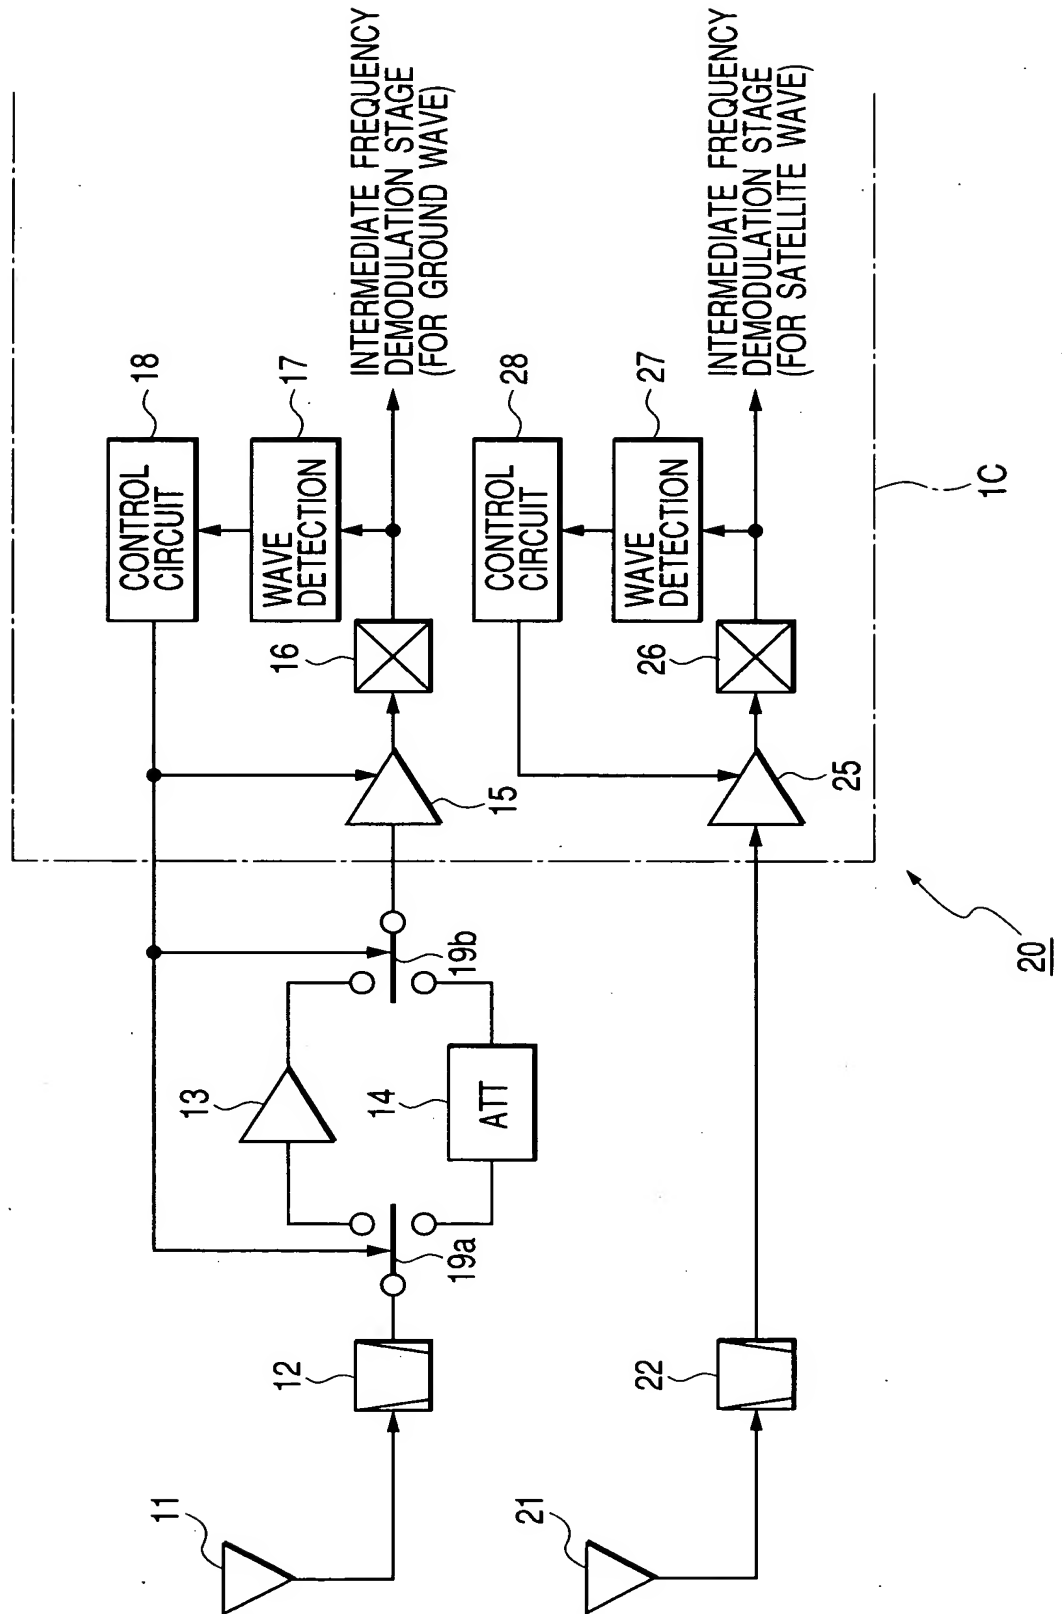 18
CONTROL
CIRCUIT
17
WAVE
DETECTION
16
15
INTERMEDIATE FREQUENCY
DEMODULATION STAGE
(FOR GROUND WAVE)
13
14
ATT
19a
19b
12
11
28
CONTROL
CIRCUIT
27
WAVE
DETECTION
26
25
INTERMEDIATE FREQUENCY
DEMODULATION STAGE
(FOR SATELLITE WAVE)
22
21
1C
20